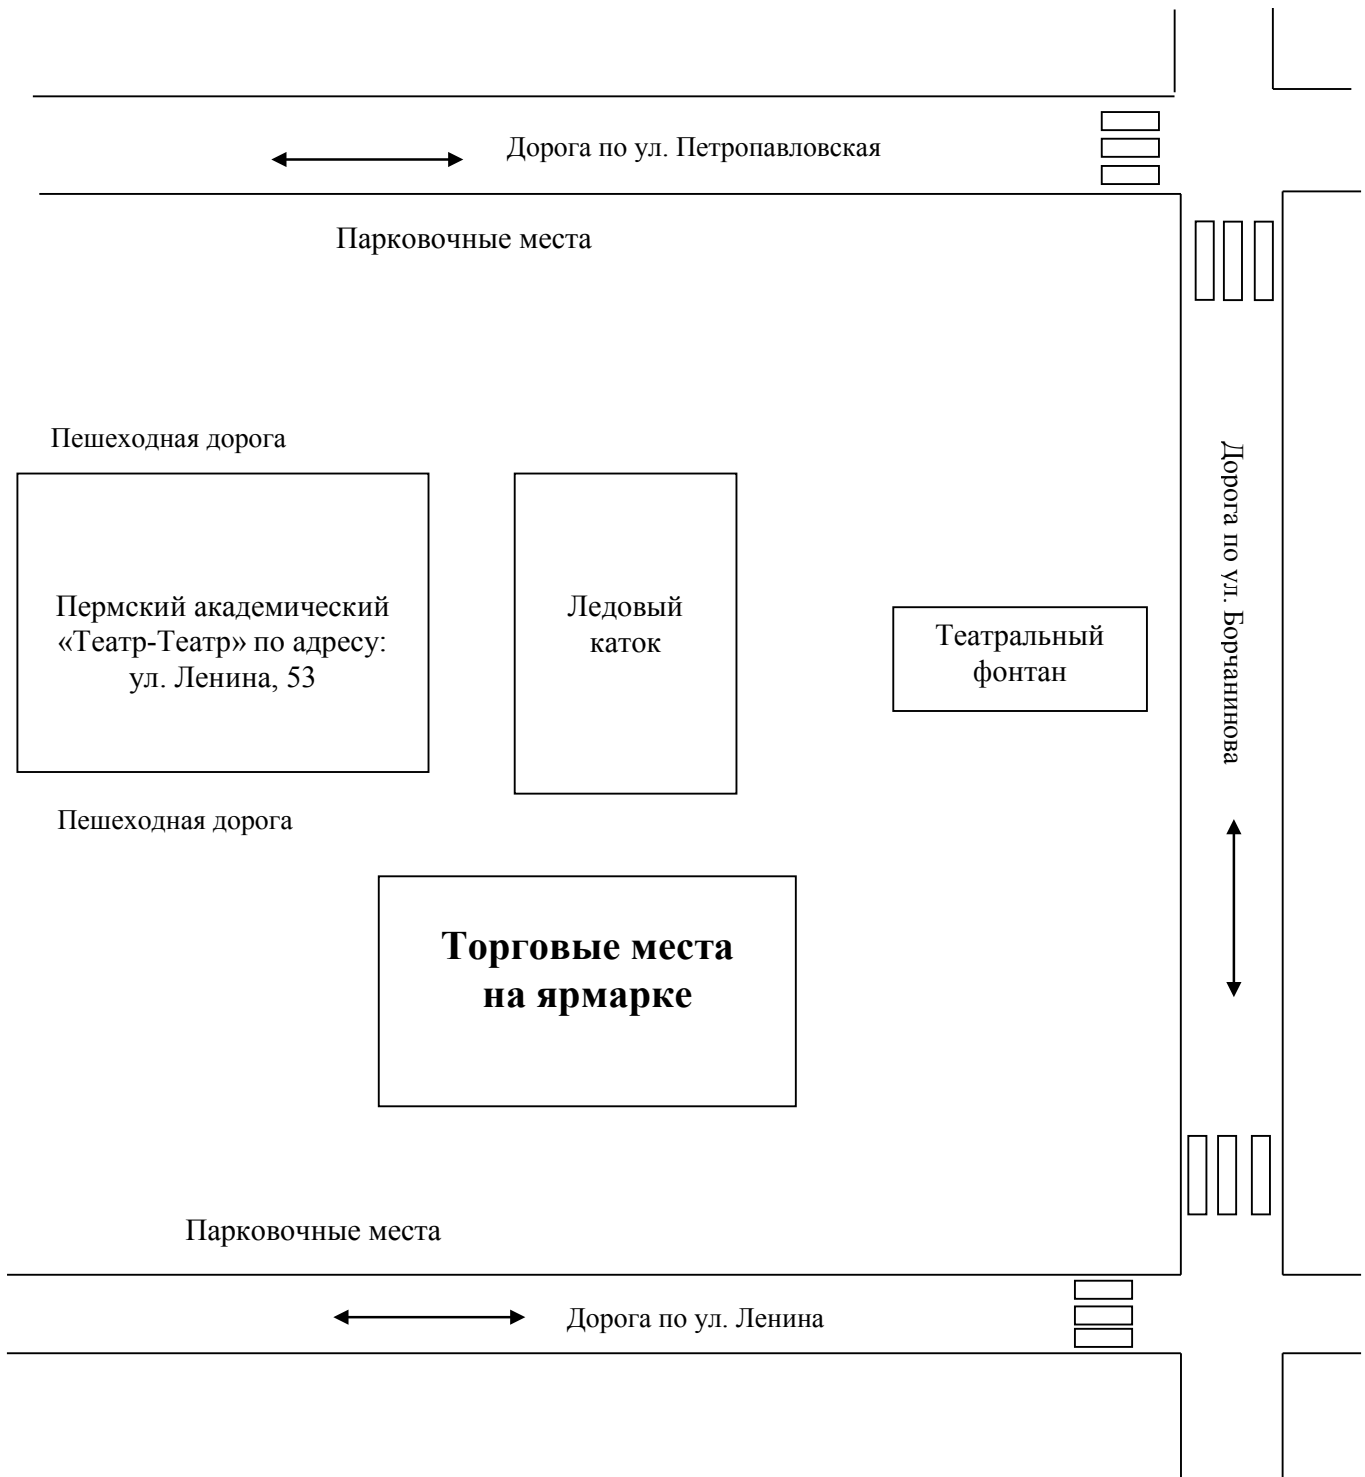 Дорога по ул. Петропавловская
Парковочные места
Пешеходная дорога
Пермский академический
«Театр-Театр» по адресу:
ул. Ленина, 53
Ледовый
каток
Театральный
фонтан
Дорога по ул. Борчанинова
Пешеходная дорога
Торговые места
на ярмарке
Парковочные места
Дорога по ул. Ленина